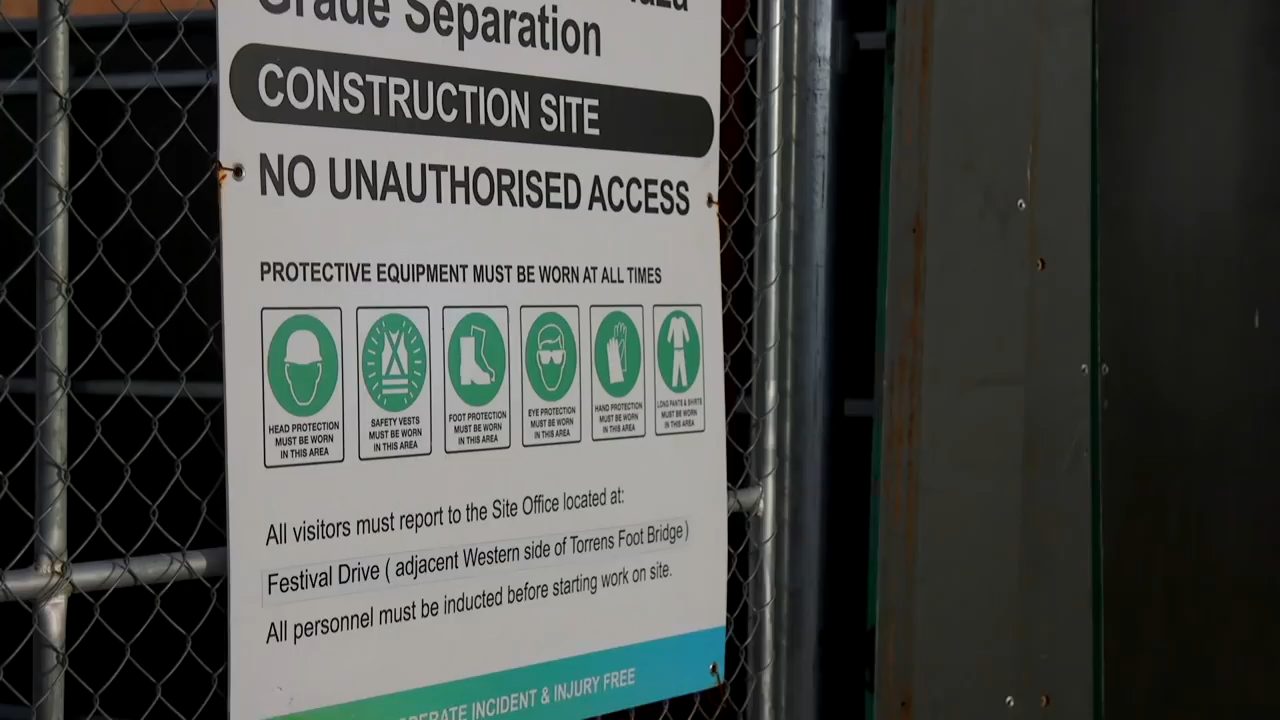 Grade Separation
CONSTRUCTION SITE
NO UNAUTHORISED ACCESS
PROTECTIVE EQUIPMENT MUST BE WORN AT ALL TIMES
HEAD PROTECTION
MUST BE WORN
IN THIS AREA
SAFETY VESTS
MUST BE WORN
IN THIS AREA
FOOT PROTECTION
MUST BE WORN
IN THIS AREA
EYE PROTECTION
MUST BE WORN
IN THIS AREA
HAND PROTECTION
MUST BE WORN
IN THIS AREA
LONG PANTS & SHIRTS
MUST BE WORN
IN THIS AREA
All visitors must report to the Site Office located at:
Festival Drive ( adjacent Western side of Torrens Foot Bridge )
All personnel must be inducted before starting work on site.
INCIDENT & INJURY FREE